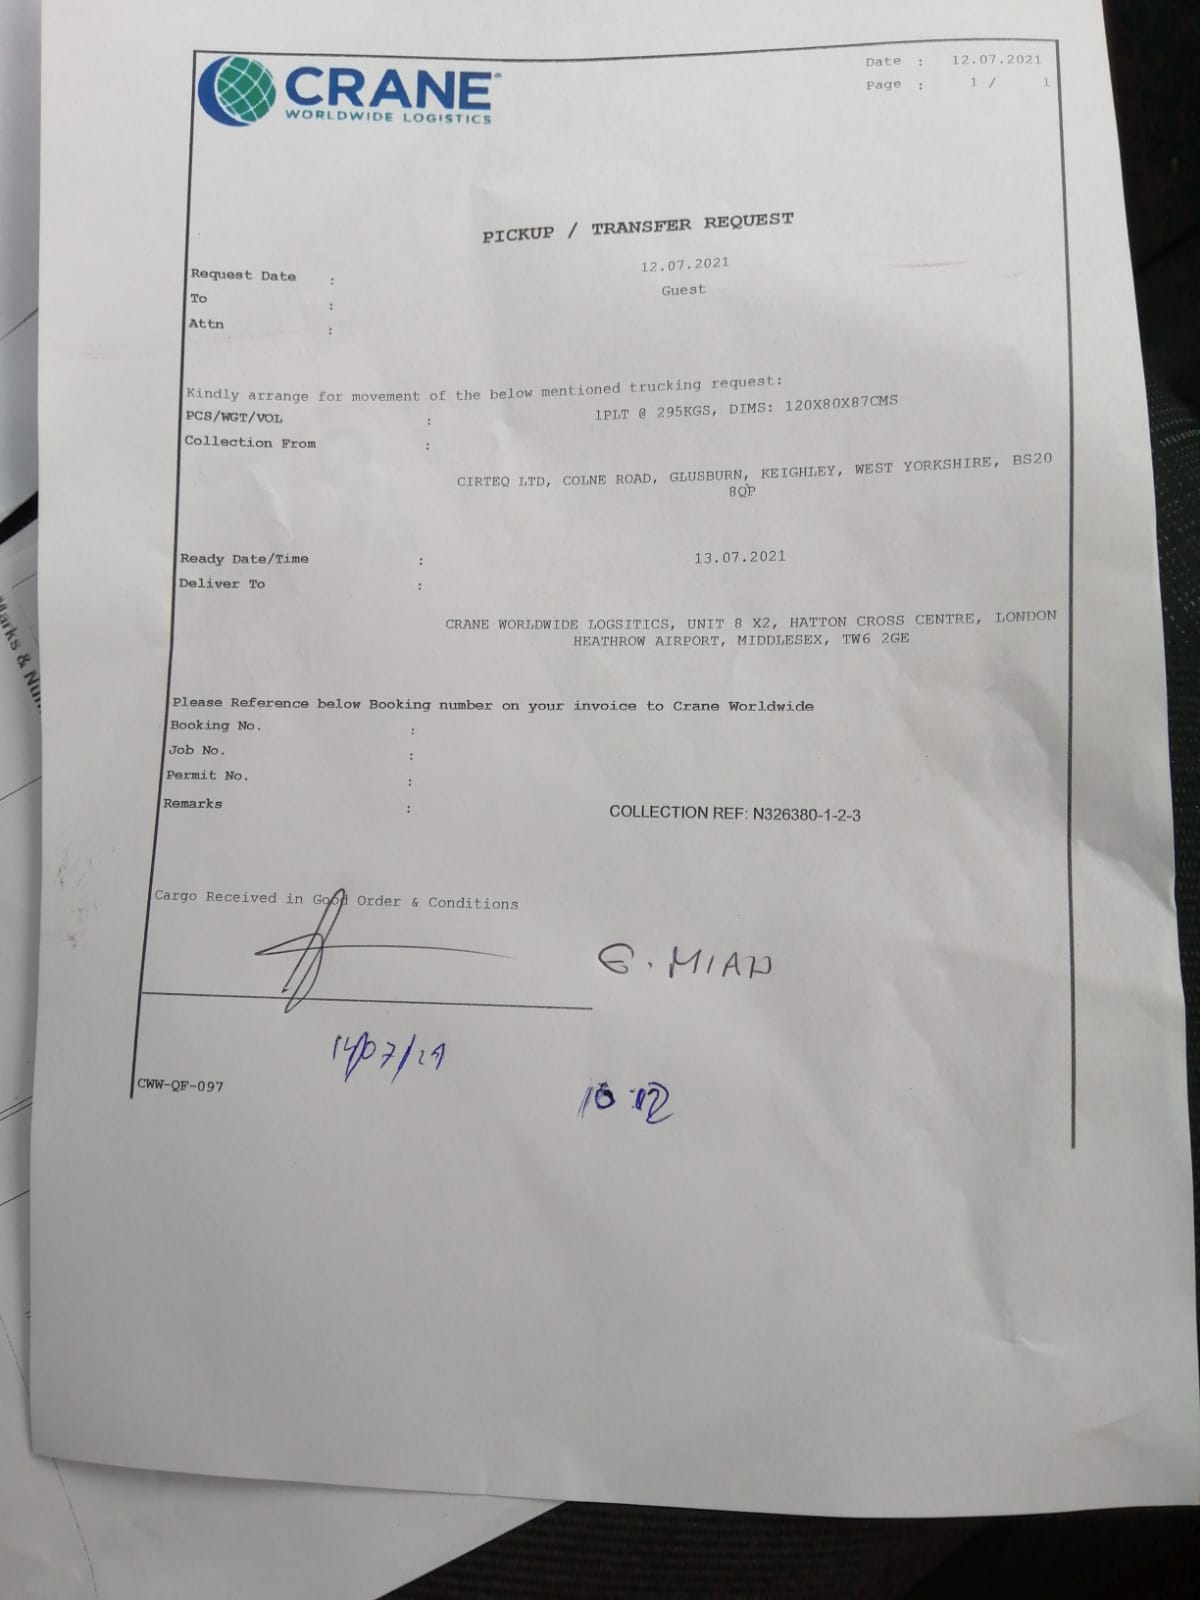 CRANE
WORLDWIDE LOGISTICS
Date : 12.07.2021
Page : 1 / 1
PICKUP / TRANSFER REQUEST
Request Date : 12.07.2021
To : Guest
Attn :
Kindly arrange for movement of the below mentioned trucking request:
PCS/WGT/VOL : 1PLT @ 295KGS, DIMS: 120X80X87CMS
Collection From :
CIRTEQ LTD, COLNE ROAD, GLUSBURN, KEIGHLEY, WEST YORKSHIRE, BS20
8QP
Ready Date/Time : 13.07.2021
Deliver To :
CRANE WORLDWIDE LOGSITICS, UNIT 8 X2, HATTON CROSS CENTRE, LONDON
HEATHROW AIRPORT, MIDDLESEX, TW6 2GE
Please Reference below Booking number on your invoice to Crane Worldwide
Booking No. :
Job No. :
Permit No. :
Remarks : COLLECTION REF: N326380-1-2-3
Cargo Received in Good Order & Conditions
14/07/21
CWW-QF-097
Marks &